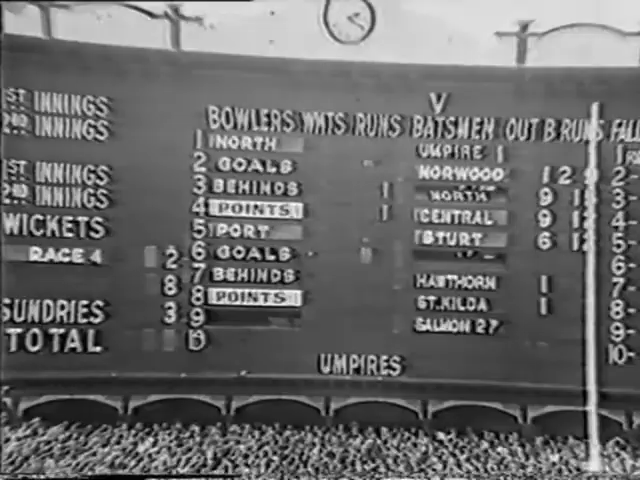 V
1ST INNINGS
2ND INNINGS
BOWLERS WKTS RUNS BATSMEN OUT B RUNS FALL
1 NORTH UMPIRE 1 1
2 GOALS NORWOOD 1 2 2-
1ST INNINGS
2ND INNINGS
3 BEHINDS 1 NORTH 9 1 3-
4 POINTS 1 CENTRAL 9 12 4-
WICKETS 5 PORT STURT 6 12 5-
RACE 4 2 6 GOALS 6-
8 7 BEHINDS HAWTHORN 1 7-
8 POINTS ST.KILDA 1 8-
SUNDRIES 3 9 SALMON 27 9-
TOTAL 10-
UMPIRES